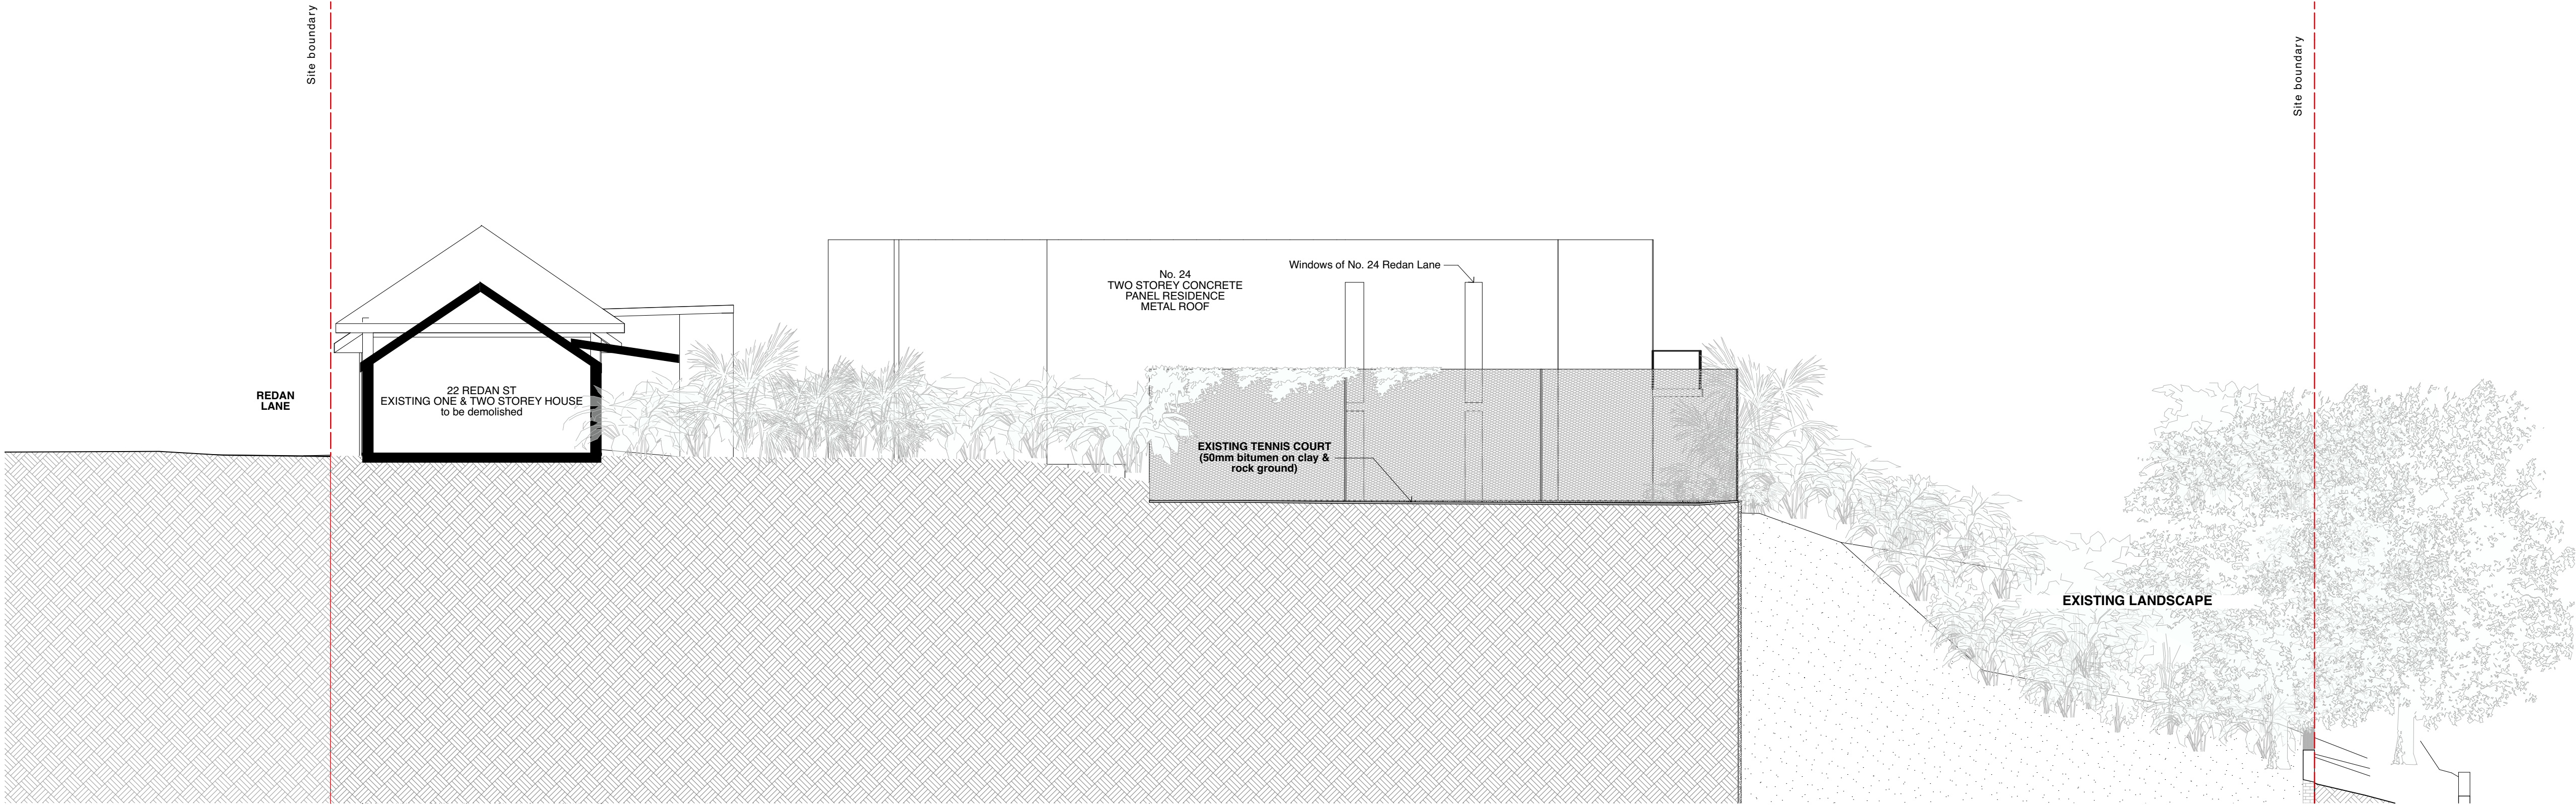 Site boundary
Site boundary
No. 24
TWO STOREY CONCRETE
PANEL RESIDENCE
METAL ROOF
Windows of No. 24 Redan Lane
REDAN
LANE
22 REDAN ST
EXISTING ONE & TWO STOREY HOUSE
to be demolished
EXISTING TENNIS COURT
(50mm bitumen on clay &
rock ground)
EXISTING LANDSCAPE